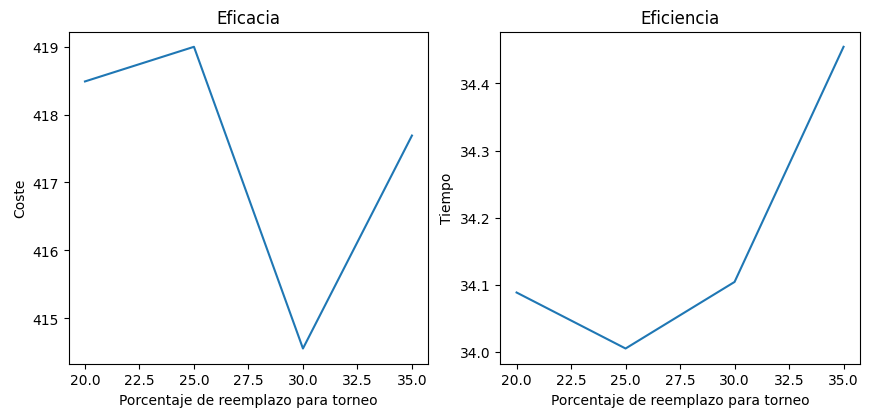 Eficacia
419
418
417
416
415
Coste
20.0 22.5 25.0 27.5 30.0 32.5 35.0
Porcentaje de reemplazo para torneo
Eficiencia
34.4
34.3
34.2
34.1
34.0
Tiempo
20.0 22.5 25.0 27.5 30.0 32.5 35.0
Porcentaje de reemplazo para torneo